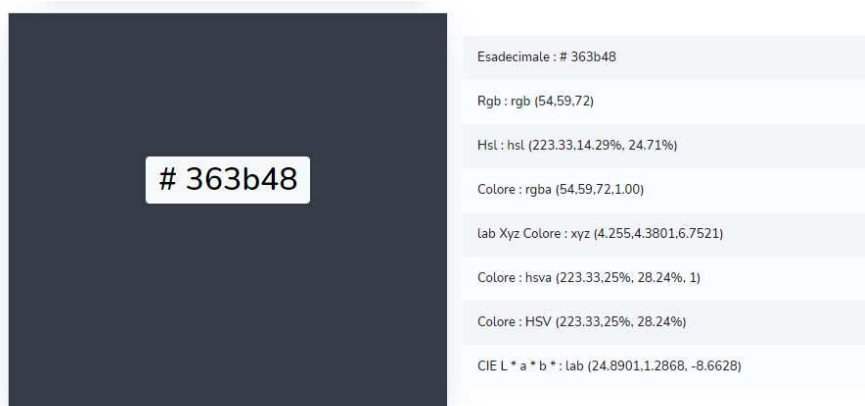 # 363b48
Esadecimale : # 363b48
Rgb : rgb (54,59,72)
Hsl : hsl (223.33,14.29%, 24.71%)
Colore : rgba (54,59,72,1.00)
lab Xyz Colore : xyz (4.255,4.3801,6.7521)
Colore : hsva (223.33,25%, 28.24%, 1)
Colore : HSV (223.33,25%, 28.24%)
CIE L * a * b * : lab (24.8901,1.2868, -8.6628)